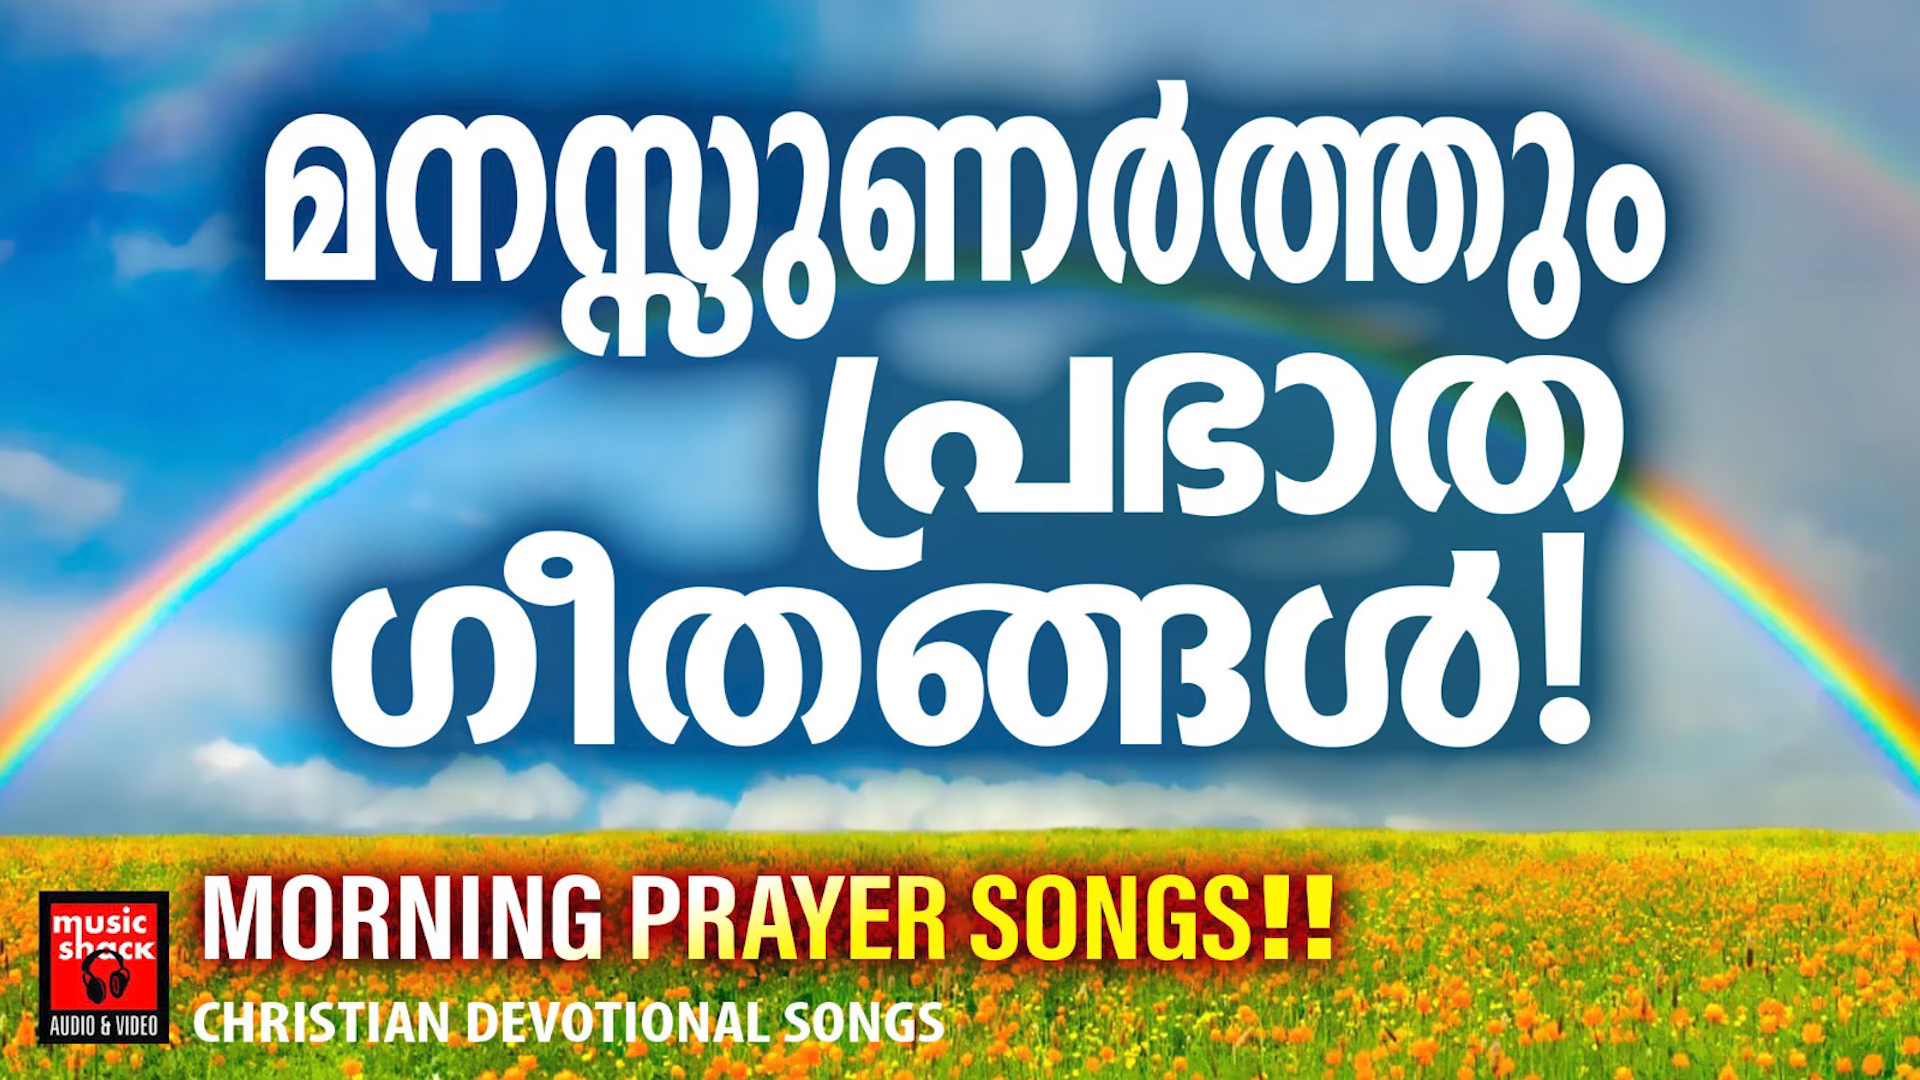 മനസ്സുണർത്തും
പ്രഭാത
ഗീതങ്ങൾ!
MORNING PRAYER SONGS!!
music
shack
AUDIO & VIDEO
CHRISTIAN DEVOTIONAL SONGS